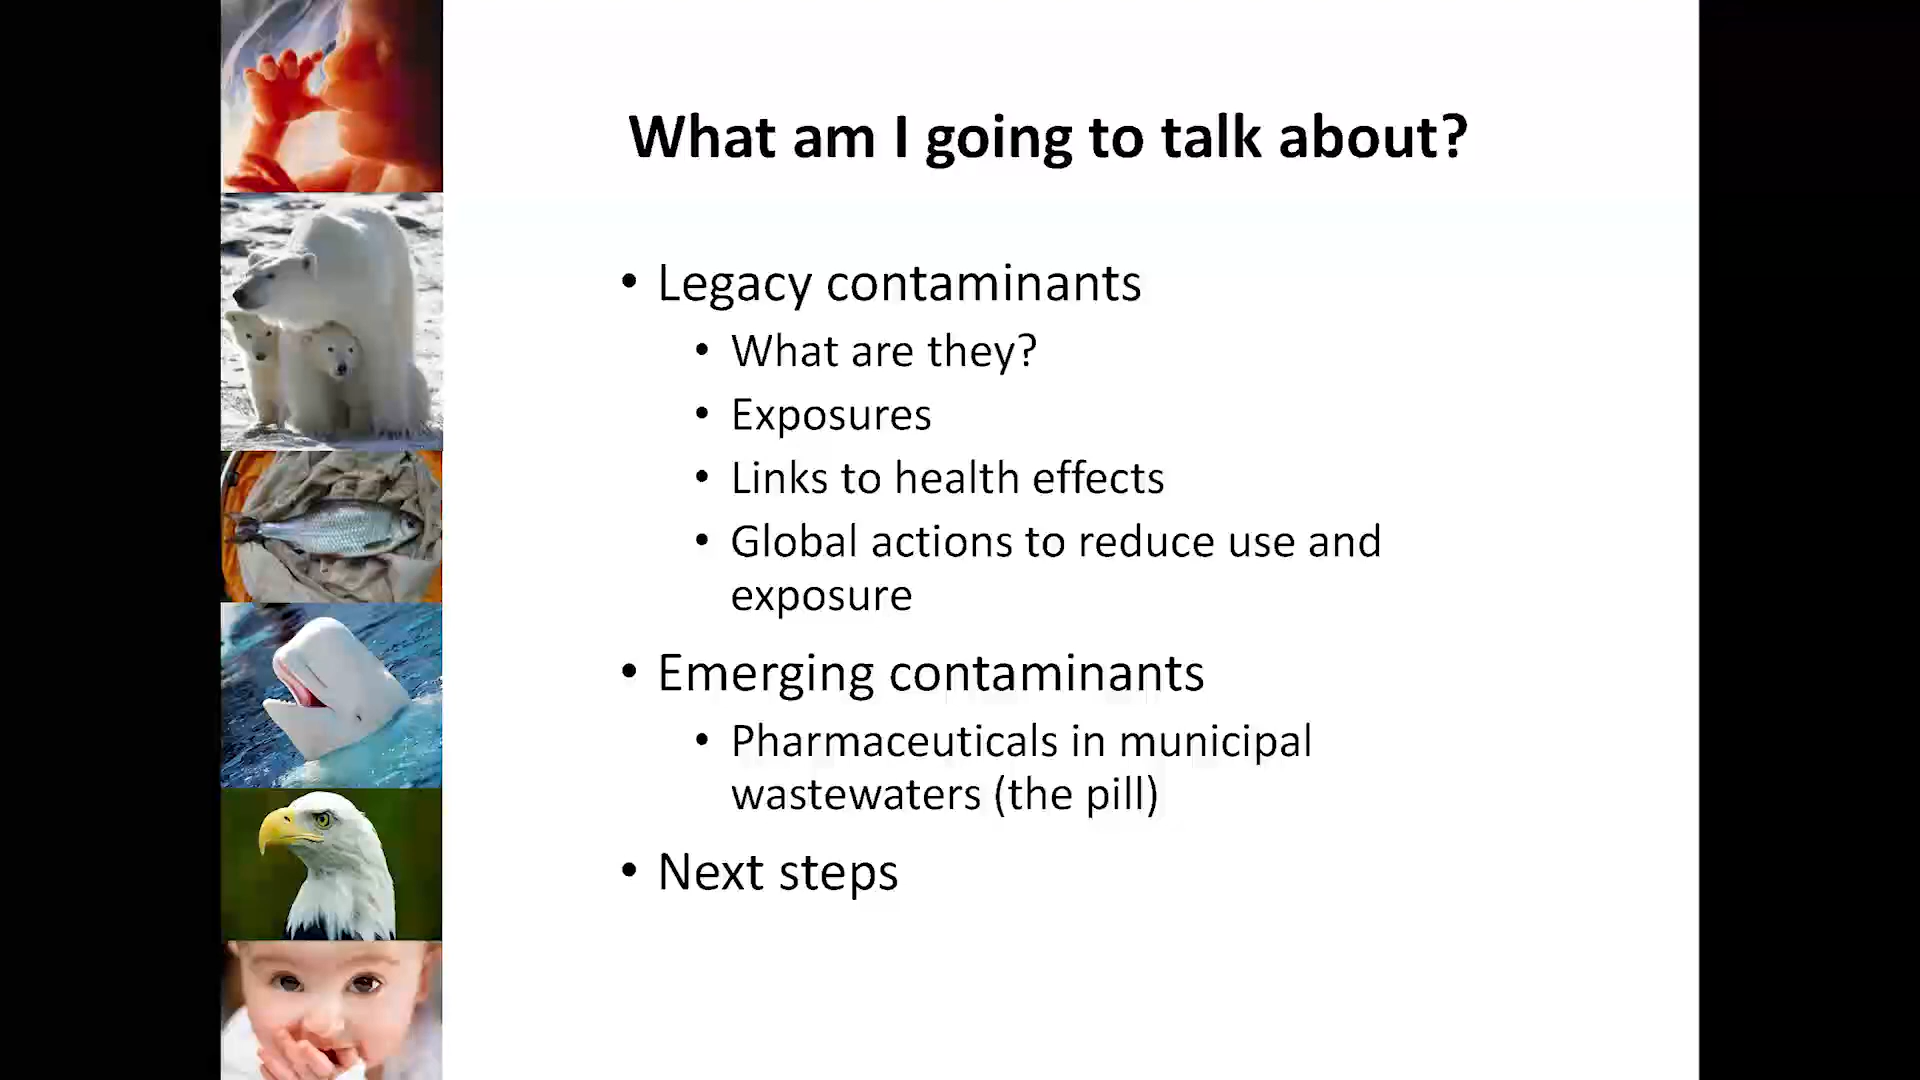 What am I going to talk about?
• Legacy contaminants
• What are they?
• Exposures
• Links to health effects
• Global actions to reduce use and
exposure
• Emerging contaminants
• Pharmaceuticals in municipal
wastewaters (the pill)
• Next steps